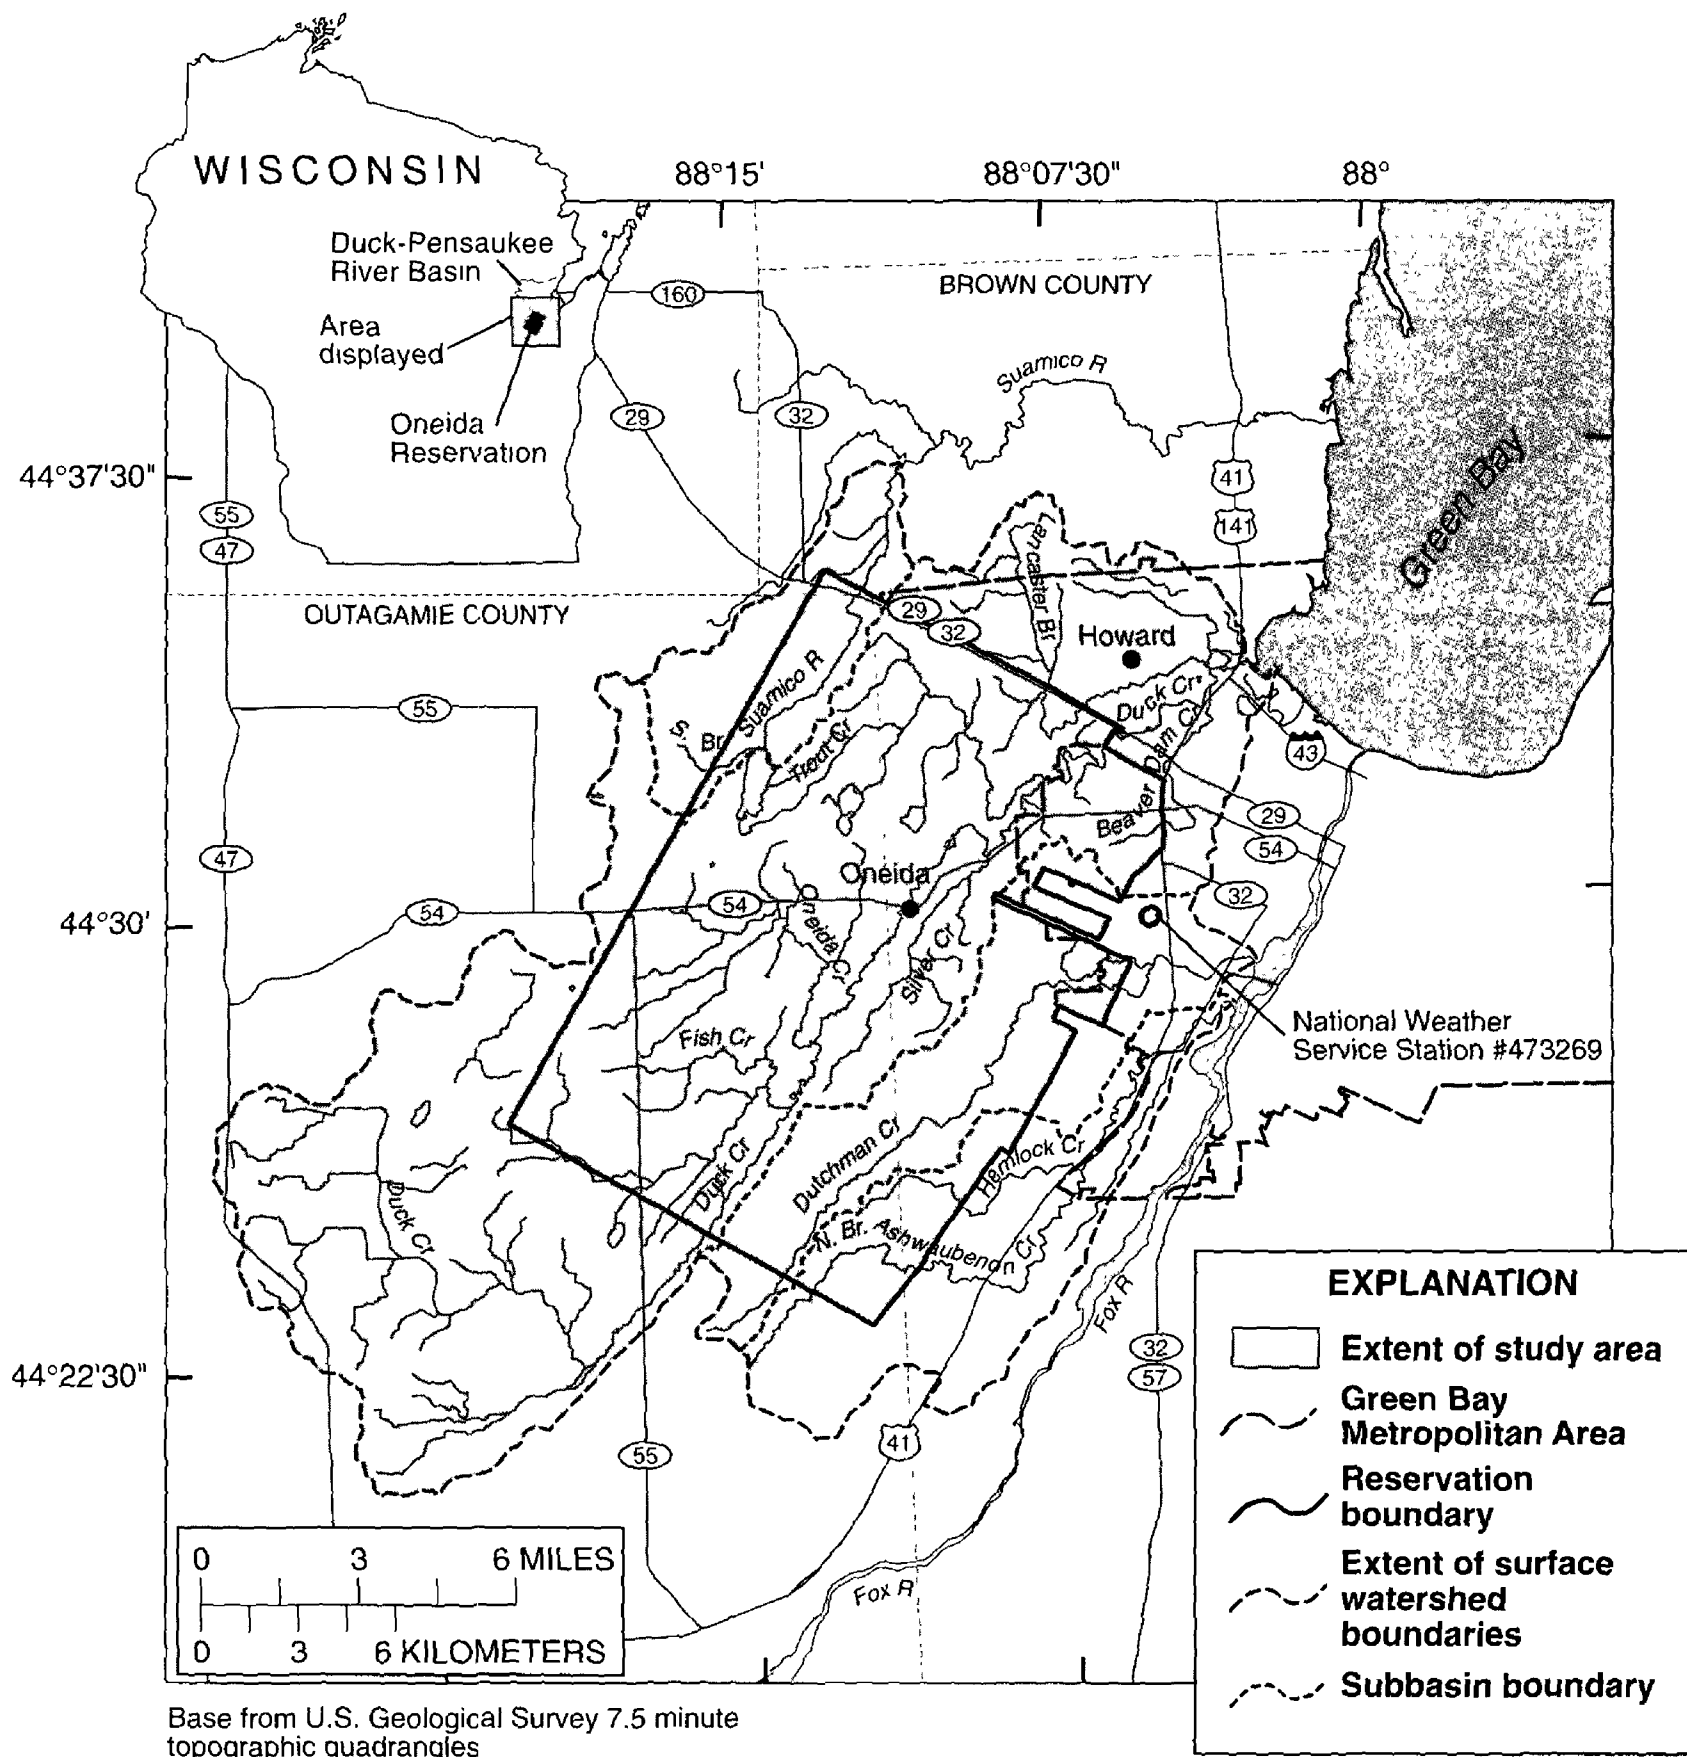 WISCONSIN
88°15'
88°07'30"
88°
Duck-Pensaukee
River Basin
Area
displayed
Oneida
Reservation
160
BROWN COUNTY
Suamico R
29
32
41
141
Green Bay
44°37'30"
55
47
Lancaster Br
OUTAGAMIE COUNTY
29
32
Howard
Suamico R
S
Br
Trout Cr
Duck Cr
Beaver Dam Cr
43
55
29
54
47
Oneida
32
54
54
44°30'
Oneida Cr
Silver Cr
National Weather
Service Station #473269
Fish Cr
Duck Cr
Dutchman Cr
Hemlock Cr
Duck Cr
N. Br. Ashwaubenon Cr
Fox R
32
57
44°22'30"
41
55
Fox R
0 3 6 MILES
0 3 6 KILOMETERS
EXPLANATION
Extent of study area
Green Bay
Metropolitan Area
Reservation
boundary
Extent of surface
watershed
boundaries
Subbasin boundary
Base from U.S. Geological Survey 7.5 minute
topographic quadrangles